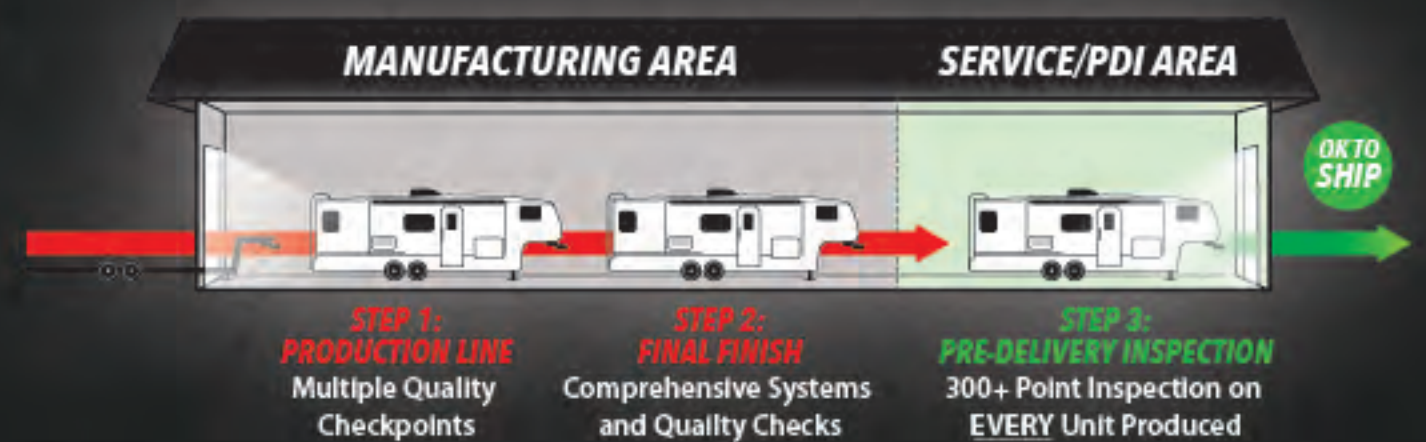 MANUFACTURING AREA
SERVICE/PDI AREA
OK TO
SHIP
STEP 1:
PRODUCTION LINE
Multiple Quality
Checkpoints
STEP 2:
FINAL FINISH
Comprehensive Systems
and Quailty Checks
STEP 3:
PRE-DELIVERY INSPECTION
300+ Point Inspection on
EVERY Unit Produced